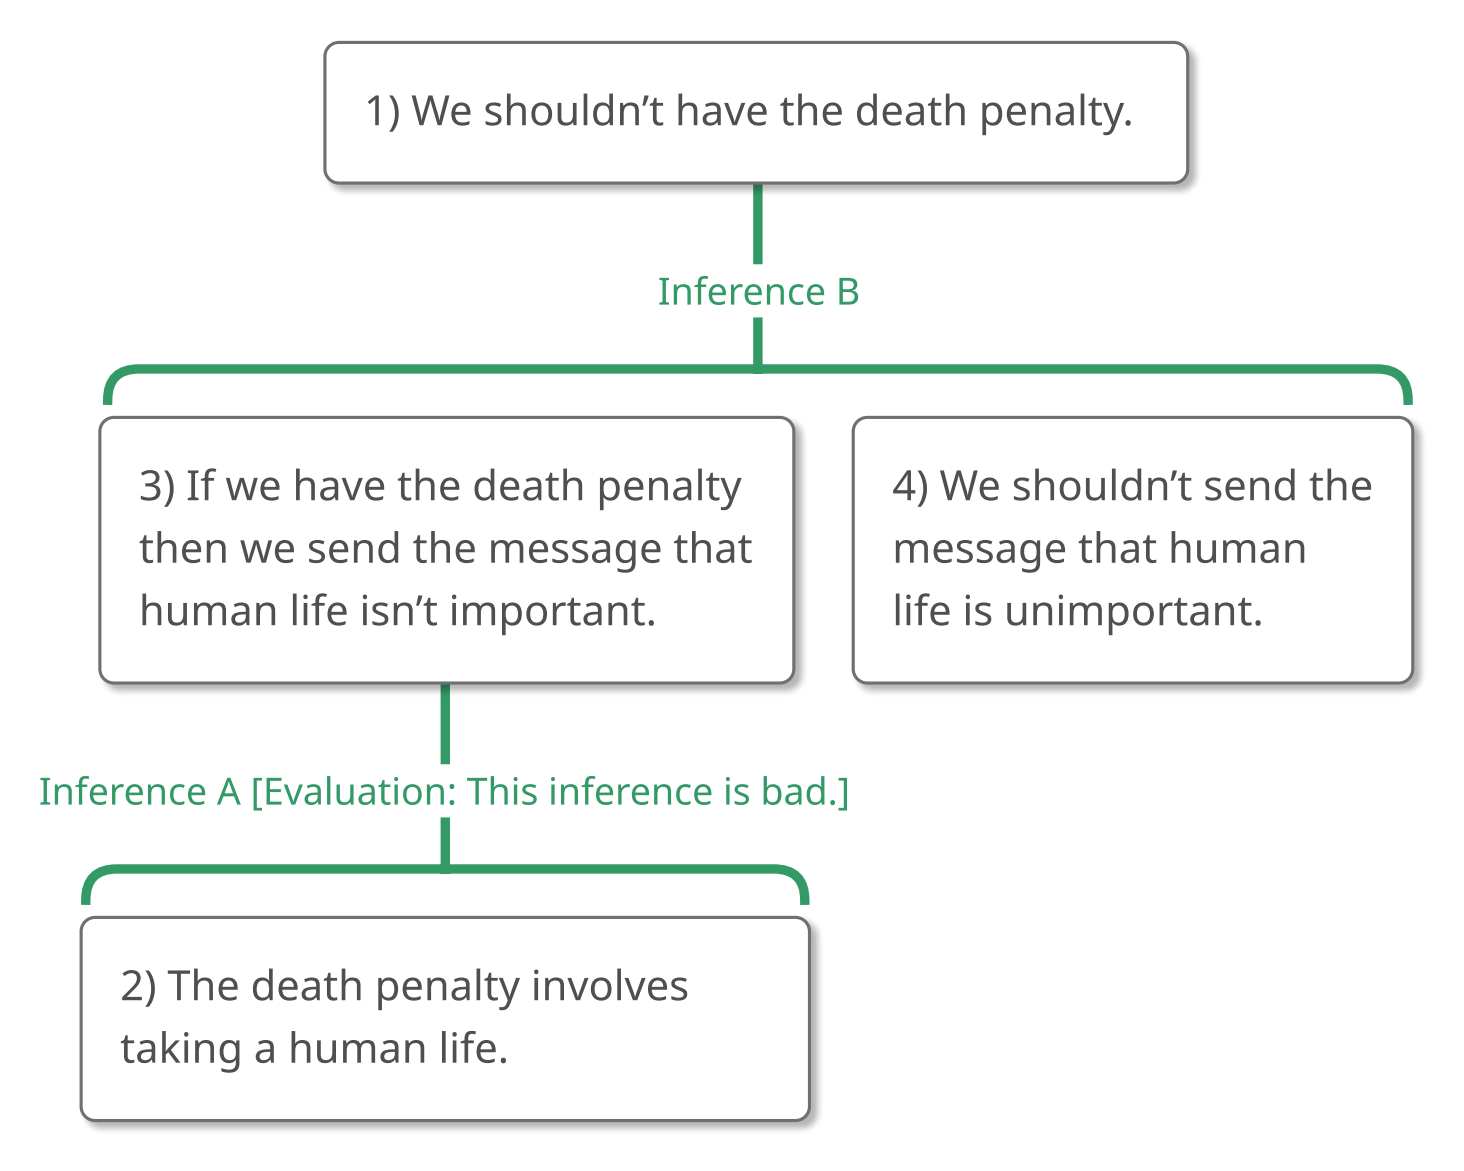 1) We shouldn’t have the death penalty.
Inference B
3) If we have the death penalty
then we send the message that
human life isn’t important.
4) We shouldn’t send the
message that human
life is unimportant.
Inference A [Evaluation: This inference is bad.]
2) The death penalty involves
taking a human life.